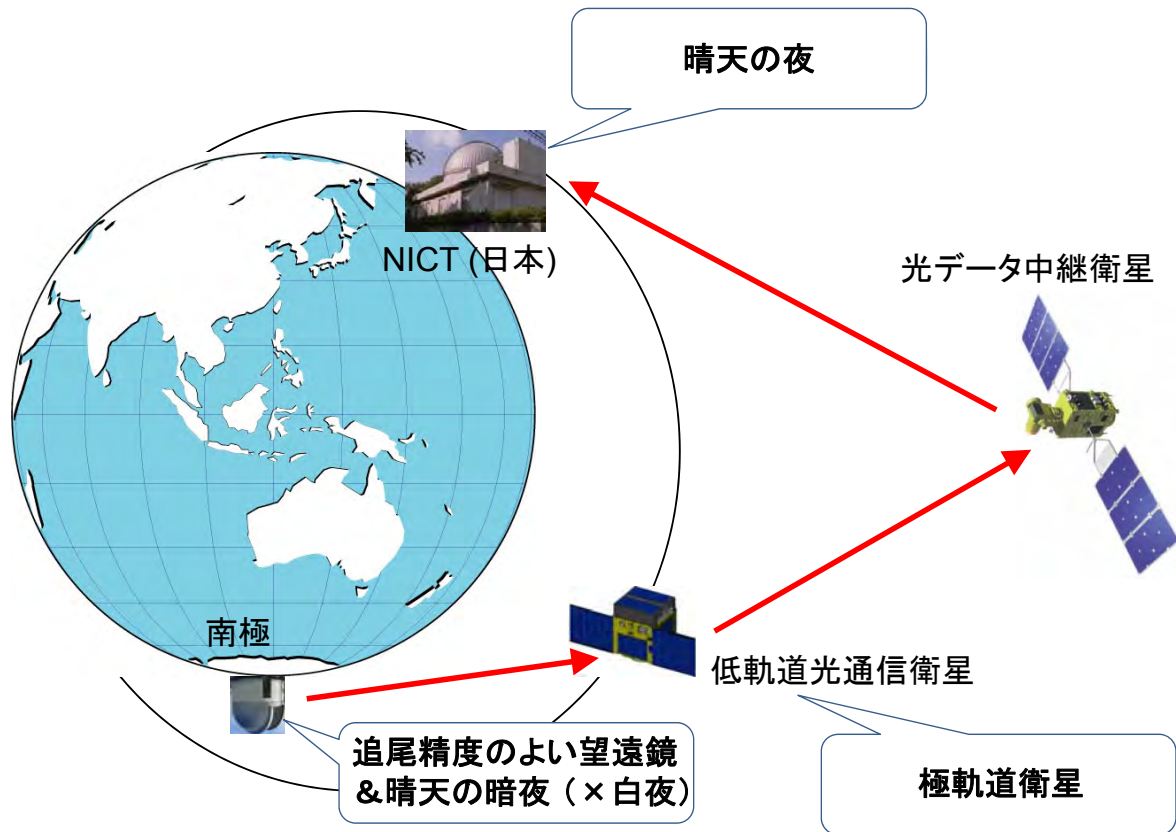 晴天の夜
NICT (日本)
光データ中継衛星
南極
低軌道光通信衛星
追尾精度のよい望遠鏡
＆晴天の暗夜（×白夜）
極軌道衛星